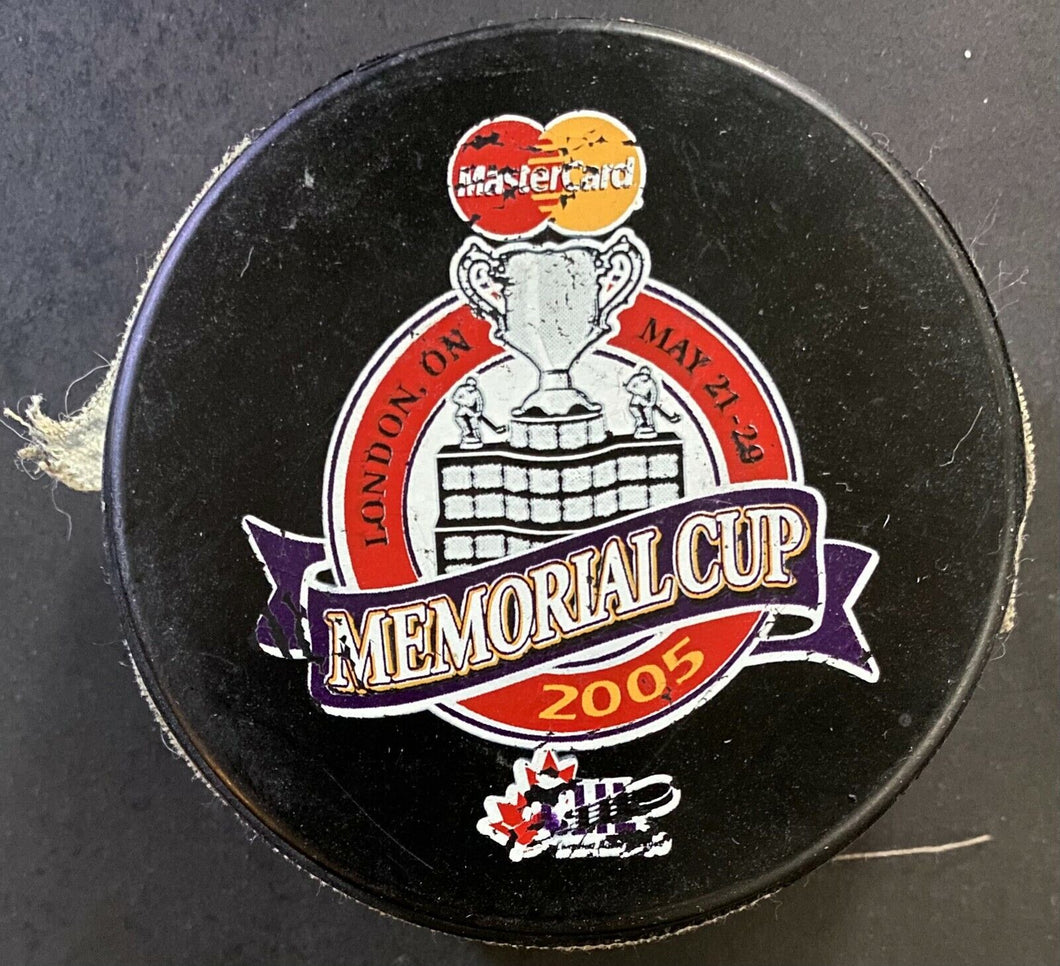 MasterCard
LONDON, ON
MAY 21-29
MEMORIAL CUP
2005